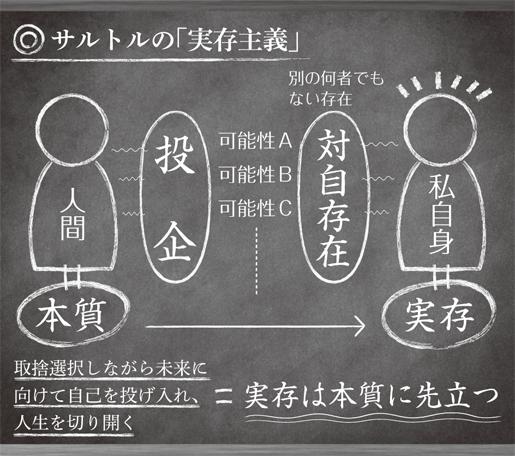 ◎サルトルの「実存主義」
別の何者でも
ない存在
人間
投企
可能性A
可能性B
可能性C
対自存在
私自身
本質
実存
取捨選択しながら未来に
向けて自己を投げ入れ、
人生を切り開く
=実存は本質に先立つ